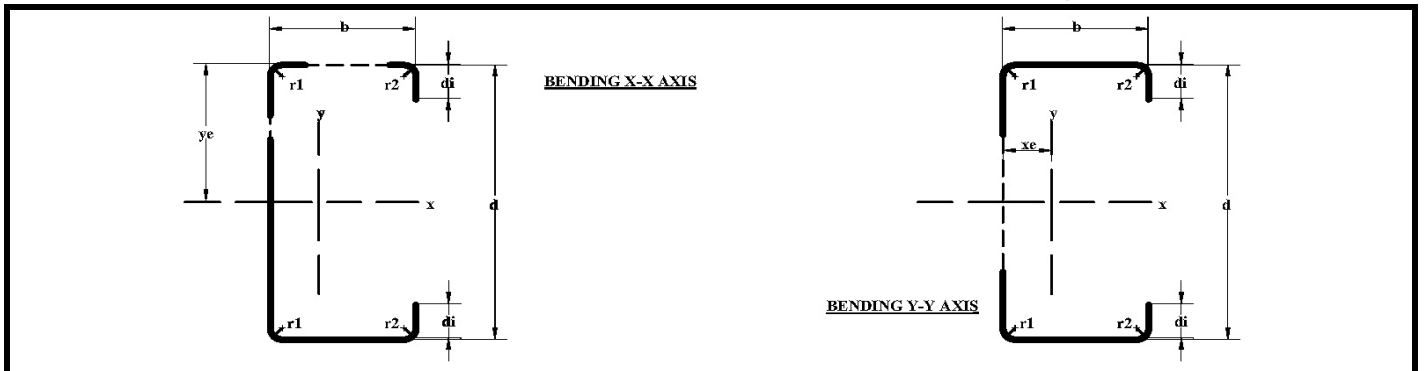 b
r1
r2
di
BENDING X-X AXIS
y
ye
x
d
r1
r2
di
b
r1
r2
di
y
xe
x
d
BENDING Y-Y AXIS
r1
r2
di